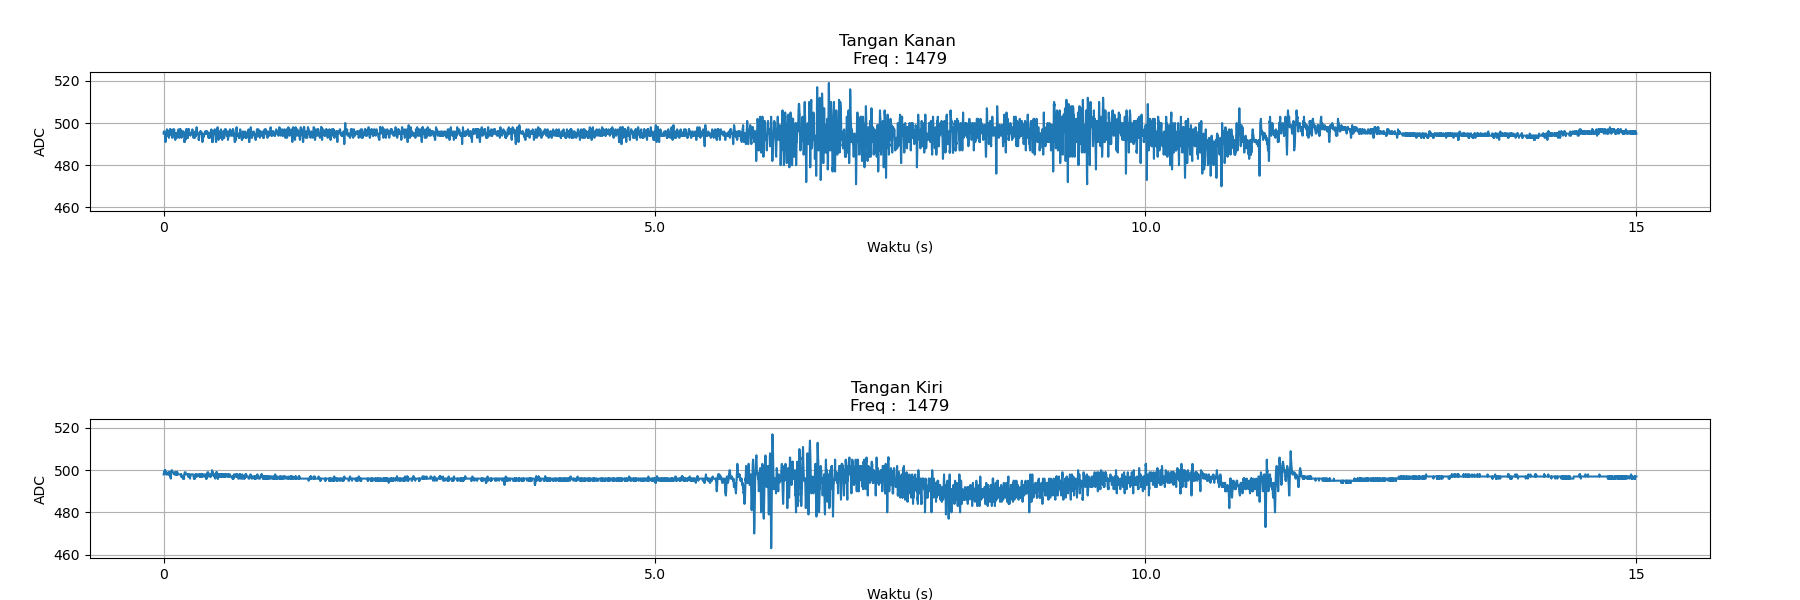 Tangan Kanan
Freq : 1479
520
500
480
460
ADC
0 5.0 10.0 15
Waktu (s)
Tangan Kiri
Freq :  1479
520
500
480
460
ADC
0 5.0 10.0 15
Waktu (s)